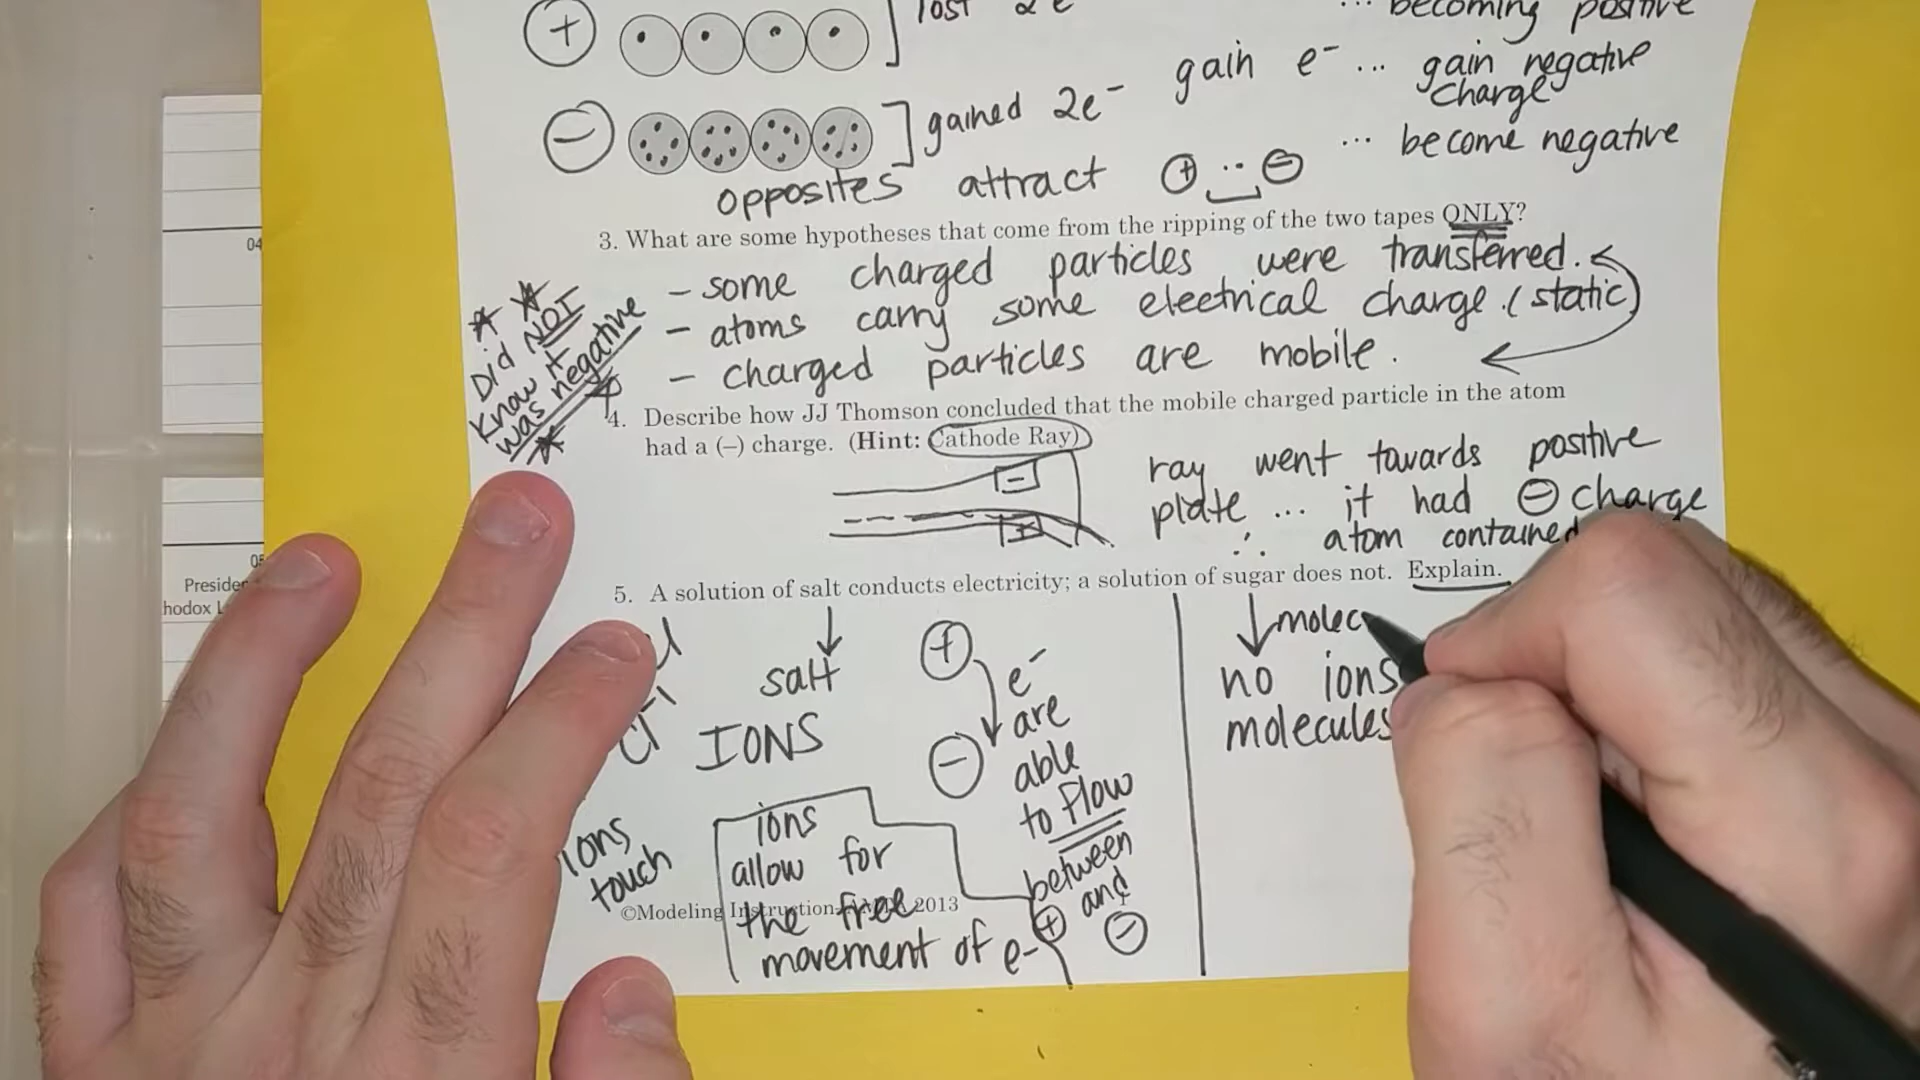 lost 2e
... becoming positive
+
gain e⁻ ... gain negative
charge
− gained 2e⁻
... become negative
opposites attract + ‥ −
3. What are some hypotheses that come from the ripping of the two tapes ONLY?
- some charged particles were transferred.
- atoms carry some electrical charge. (static)
- charged particles are mobile.
Did NOT
know it
was negative
4. Describe how JJ Thomson concluded that the mobile charged particle in the atom
had a (–) charge. (Hint: Cathode Ray)
−
+
ray went towards positive
plate ... it had − charge
∴ atom contained
5. A solution of salt conducts electricity; a solution of sugar does not. Explain.
salt
IONS
ions
touch
ions
allow for
the free
movement of e-
+
−
e⁻
are
able
to flow
between
+ and
−
molec
no ions
molecules
©Modeling Instruction 2013
04
05
Preside
hodox L